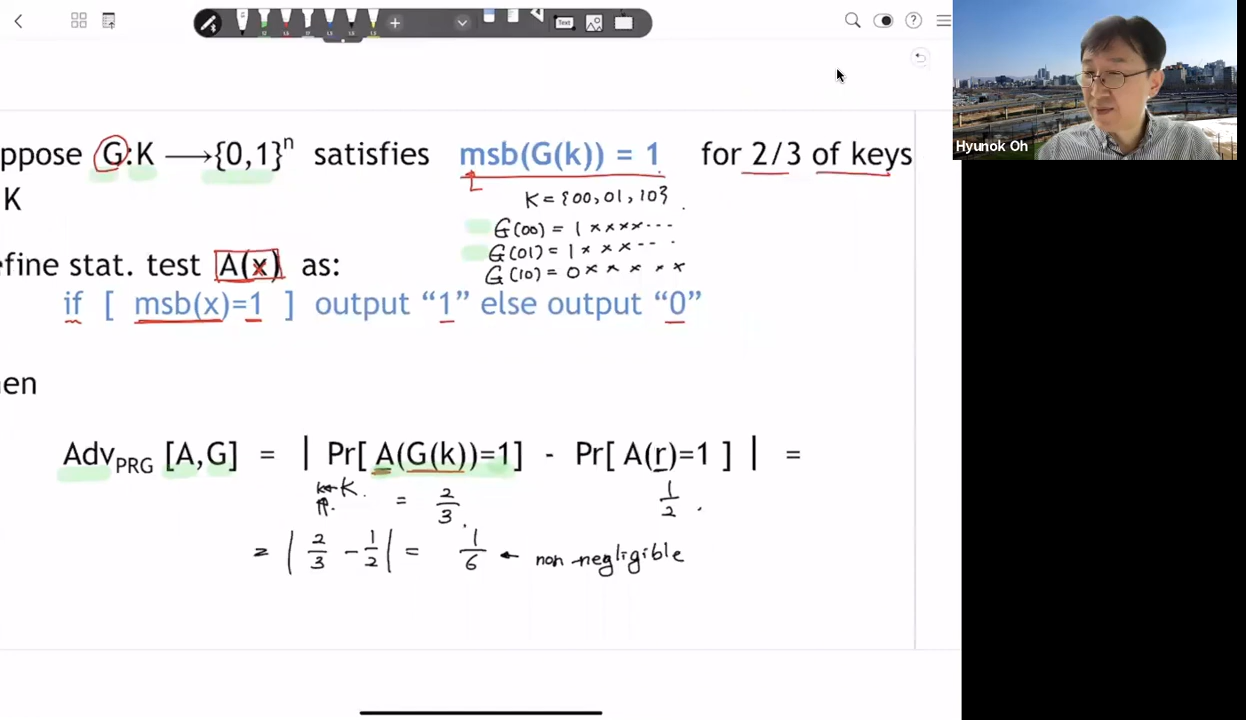 Text
Hyunok Oh
ppose G:K ⟶{0,1}ⁿ satisfies msb(G(k)) = 1 for 2/3 of keys
K
K = {00, 01, 10}
G(00) = 1 x x x x ...
G(01) = 1 x x x ...
G(10) = 0 x x x x x
efine stat. test A(x) as:
if [ msb(x)=1 ] output “1” else output “0”
en
AdvPRG [A,G] = | Pr[ A(G(k))=1] - Pr[ A(r)=1 ] | =
k←K. = 2/3 . 1/2 .
= | 2/3 - 1/2 | = 1/6 ← non-negligible